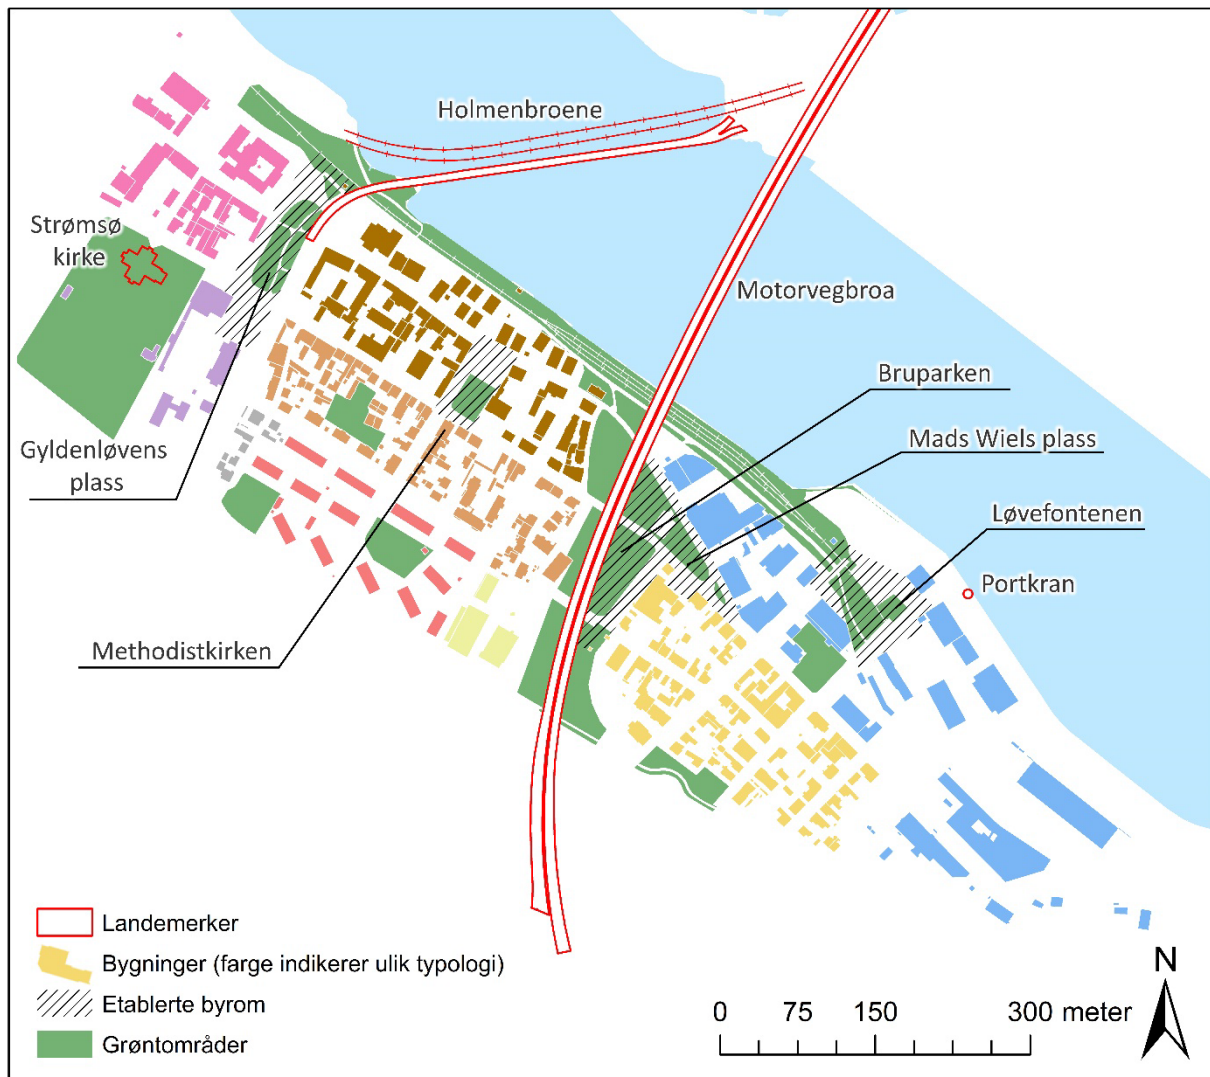 Holmenbroene
Strømsø
kirke
Motorvegbroa
Bruparken
Mads Wiels plass
Gyldenløvens
plass
Løvefontenen
Portkran
Methodistkirken
Landemerker
Bygninger (farge indikerer ulik typologi)
Etablerte byrom
Grøntområder
N
0 75 150 300 meter